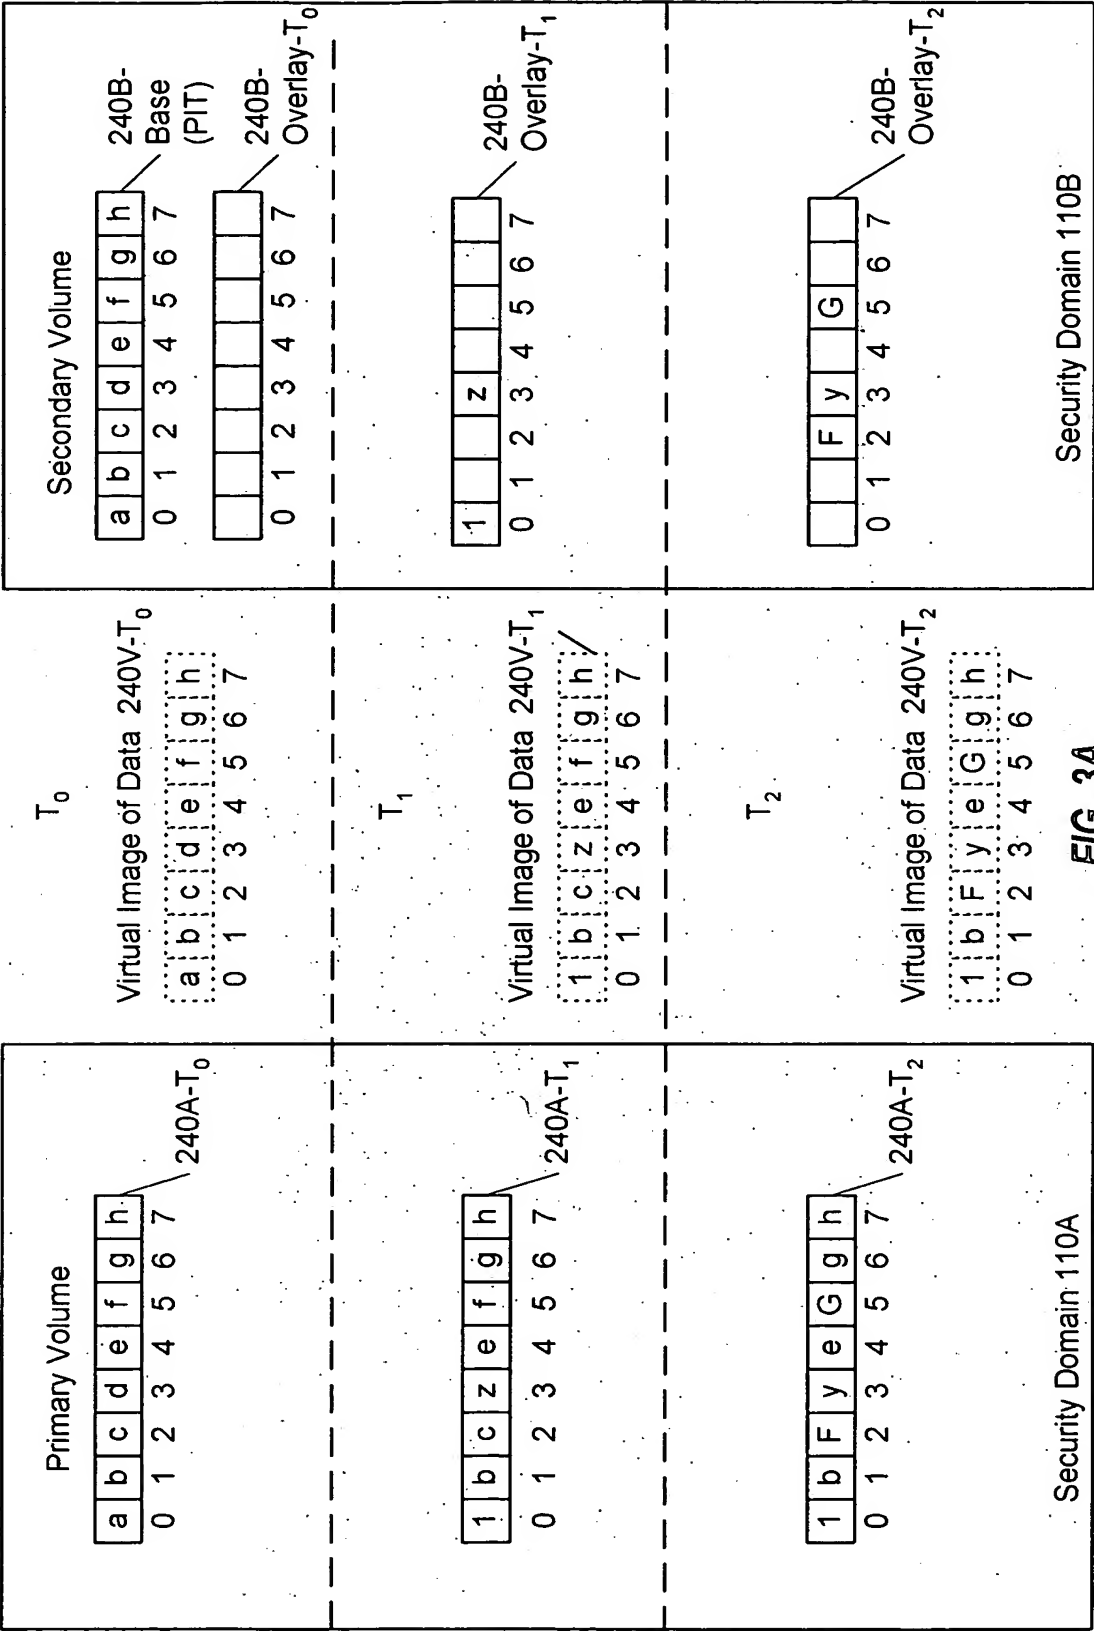 Primary Volume
a b c d e f g h
0 1 2 3 4 5 6 7
240A-T0
1 b c z e f g h
0 1 2 3 4 5 6 7
240A-T1
1 b F y e G g h
0 1 2 3 4 5 6 7
240A-T2
Security Domain 110A
T0
Virtual Image of Data 240V-T0
a b c d e f g h
0 1 2 3 4 5 6 7
T1
Virtual Image of Data 240V-T1
1 b c z e f g h
0 1 2 3 4 5 6 7
T2
Virtual Image of Data 240V-T2
1 b F y e G g h
0 1 2 3 4 5 6 7
Secondary Volume
a b c d e f g h
0 1 2 3 4 5 6 7
240B-
Base
(PIT)
0 1 2 3 4 5 6 7
240B-
Overlay-T0
1 z
0 1 2 3 4 5 6 7
240B-
Overlay-T1
F y G
0 1 2 3 4 5 6 7
240B-
Overlay-T2
Security Domain 110B
FIG. 3A